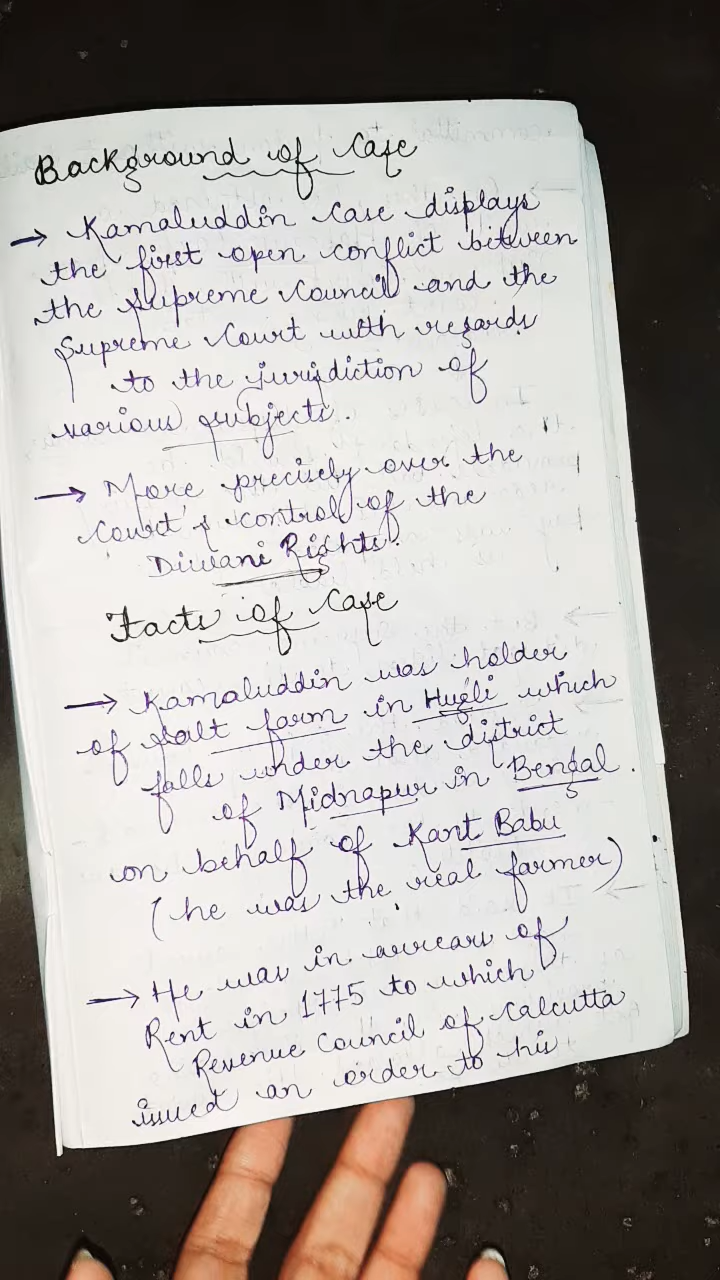 Background of Case
→ Kamaluddin Case displays
the first open conflict between
the Supreme Council and the
Supreme Court with regards
to the jurisdiction of
various subjects.
→ More precisely over the
Court's control of the
Diwani Rights.
Facts of Case
→ Kamaluddin was holder
of salt farm in Hugli which
falls under the district
of Midnapur in Bengal.
on behalf of Kant Babu
(he was the real farmer)
→ He was in arrears of
Rent in 1775 to which
Revenue Council of Calcutta
issued an order to his